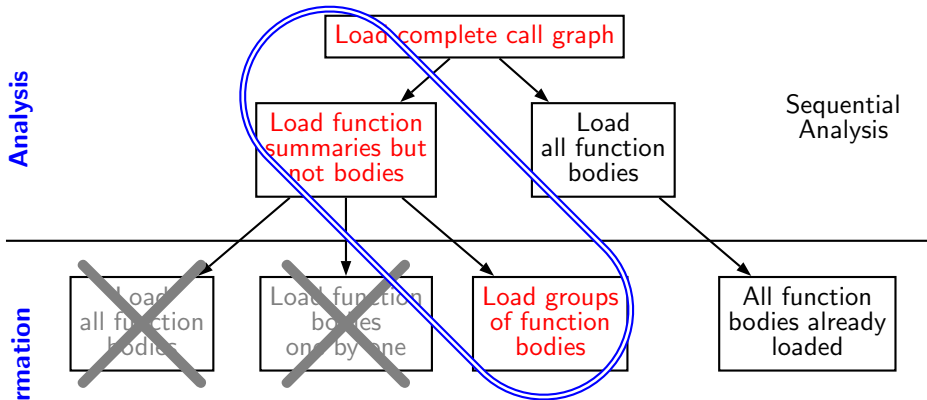 Load complete call graph
Analysis
Load function
summaries but
not bodies
Load
all function
bodies
Sequential
Analysis
rmation
Load
all function
bodies
Load function
bodies
one by one
Load groups
of function
bodies
All function
bodies already
loaded